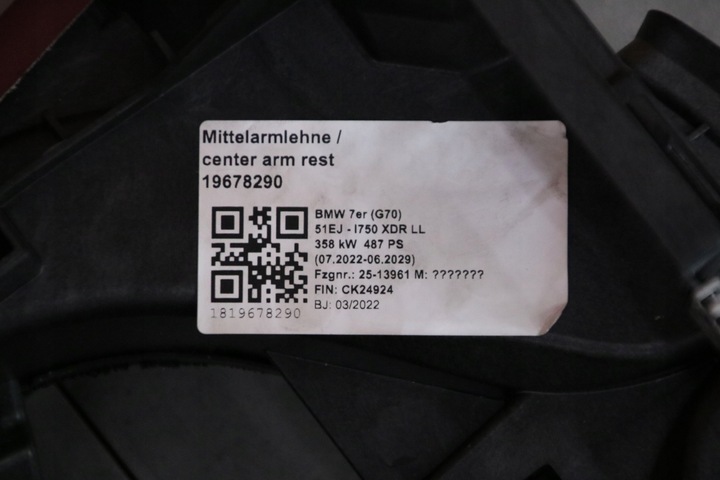 Mittelarmlehne /
center arm rest
19678290
BMW 7er (G70)
51EJ - I750 XDR LL
358 kW 487 PS
(07.2022-06.2029)
Fzgnr.: 25-13961 M: ???????
FIN: CK24924
BJ: 03/2022
1819678290